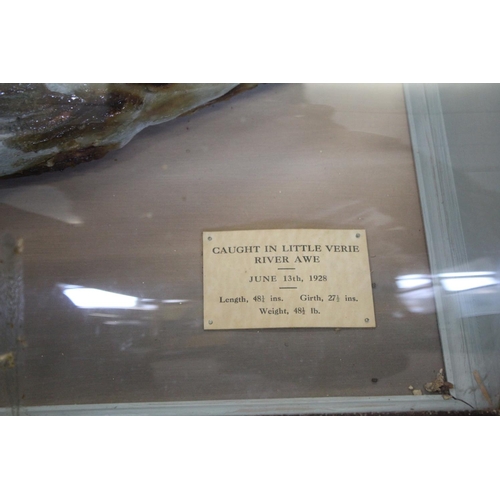 CAUGHT IN LITTLE VERIE
RIVER AWE
JUNE 13th, 1928
Length, 48½ ins. Girth, 27½ ins.
Weight, 48½ lb.